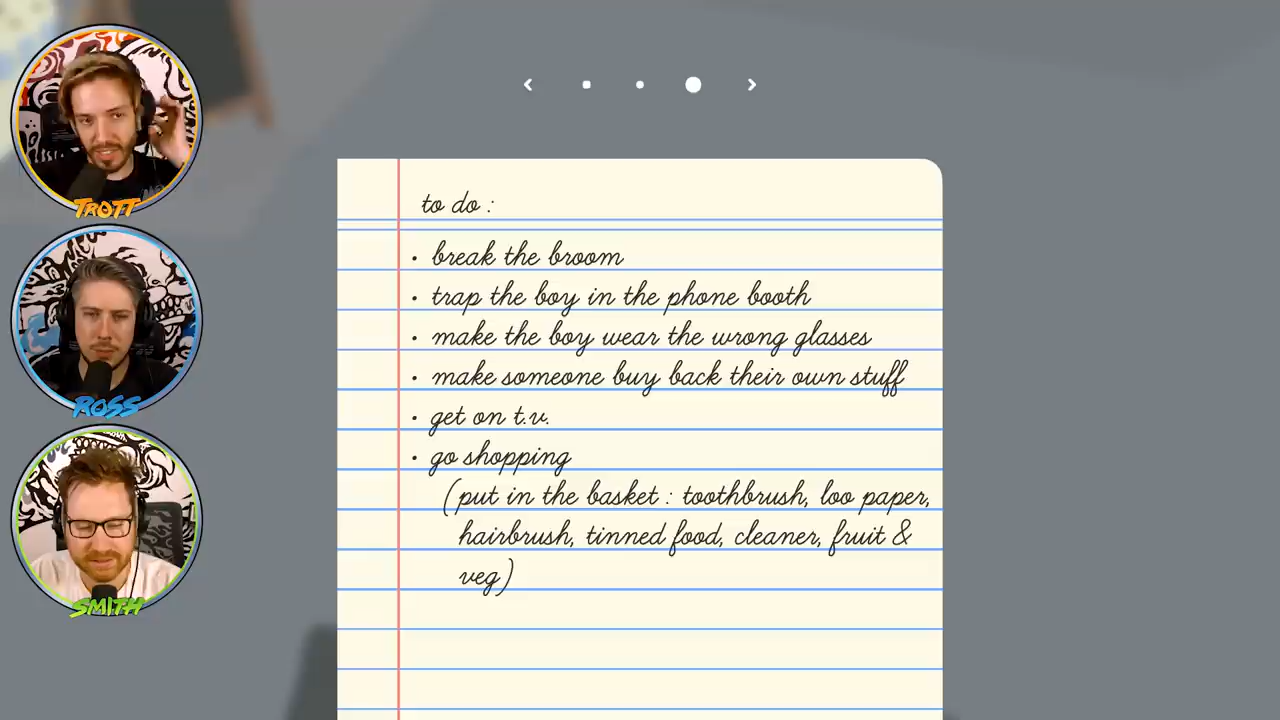 TROTT
ROSS
SMITH
to do :
• break the broom
• trap the boy in the phone booth
• make the boy wear the wrong glasses
• make someone buy back their own stuff
• get on t.v.
• go shopping
(put in the basket : toothbrush, loo paper,
hairbrush, tinned food, cleaner, fruit &
veg)